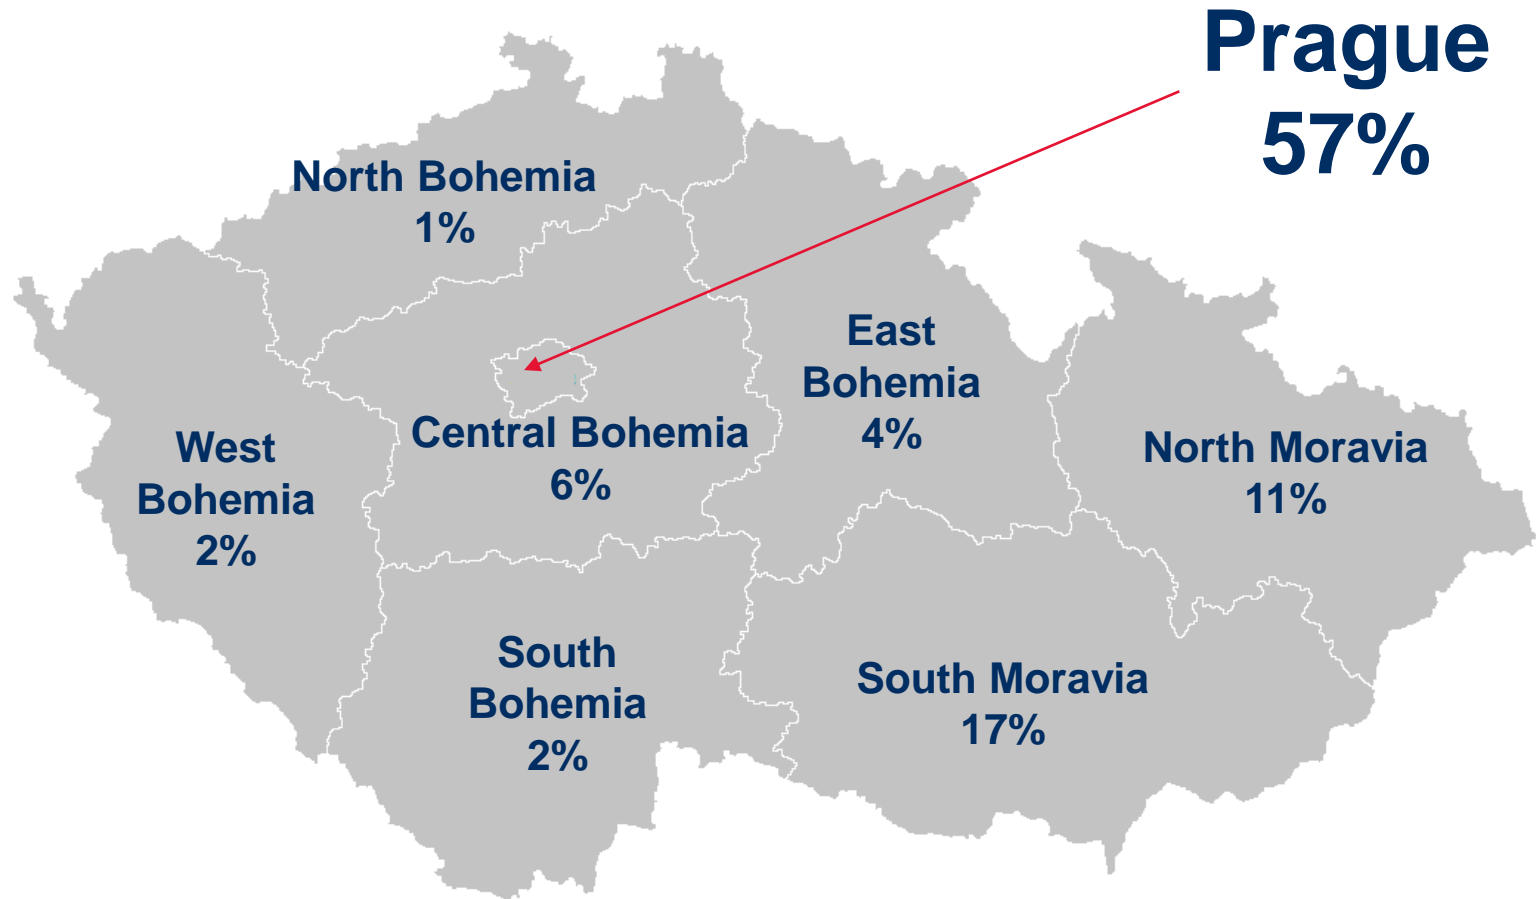 Prague
57%
North Bohemia
1%
East
Bohemia
4%
Central Bohemia
6%
West
Bohemia
2%
North Moravia
11%
South
Bohemia
2%
South Moravia
17%